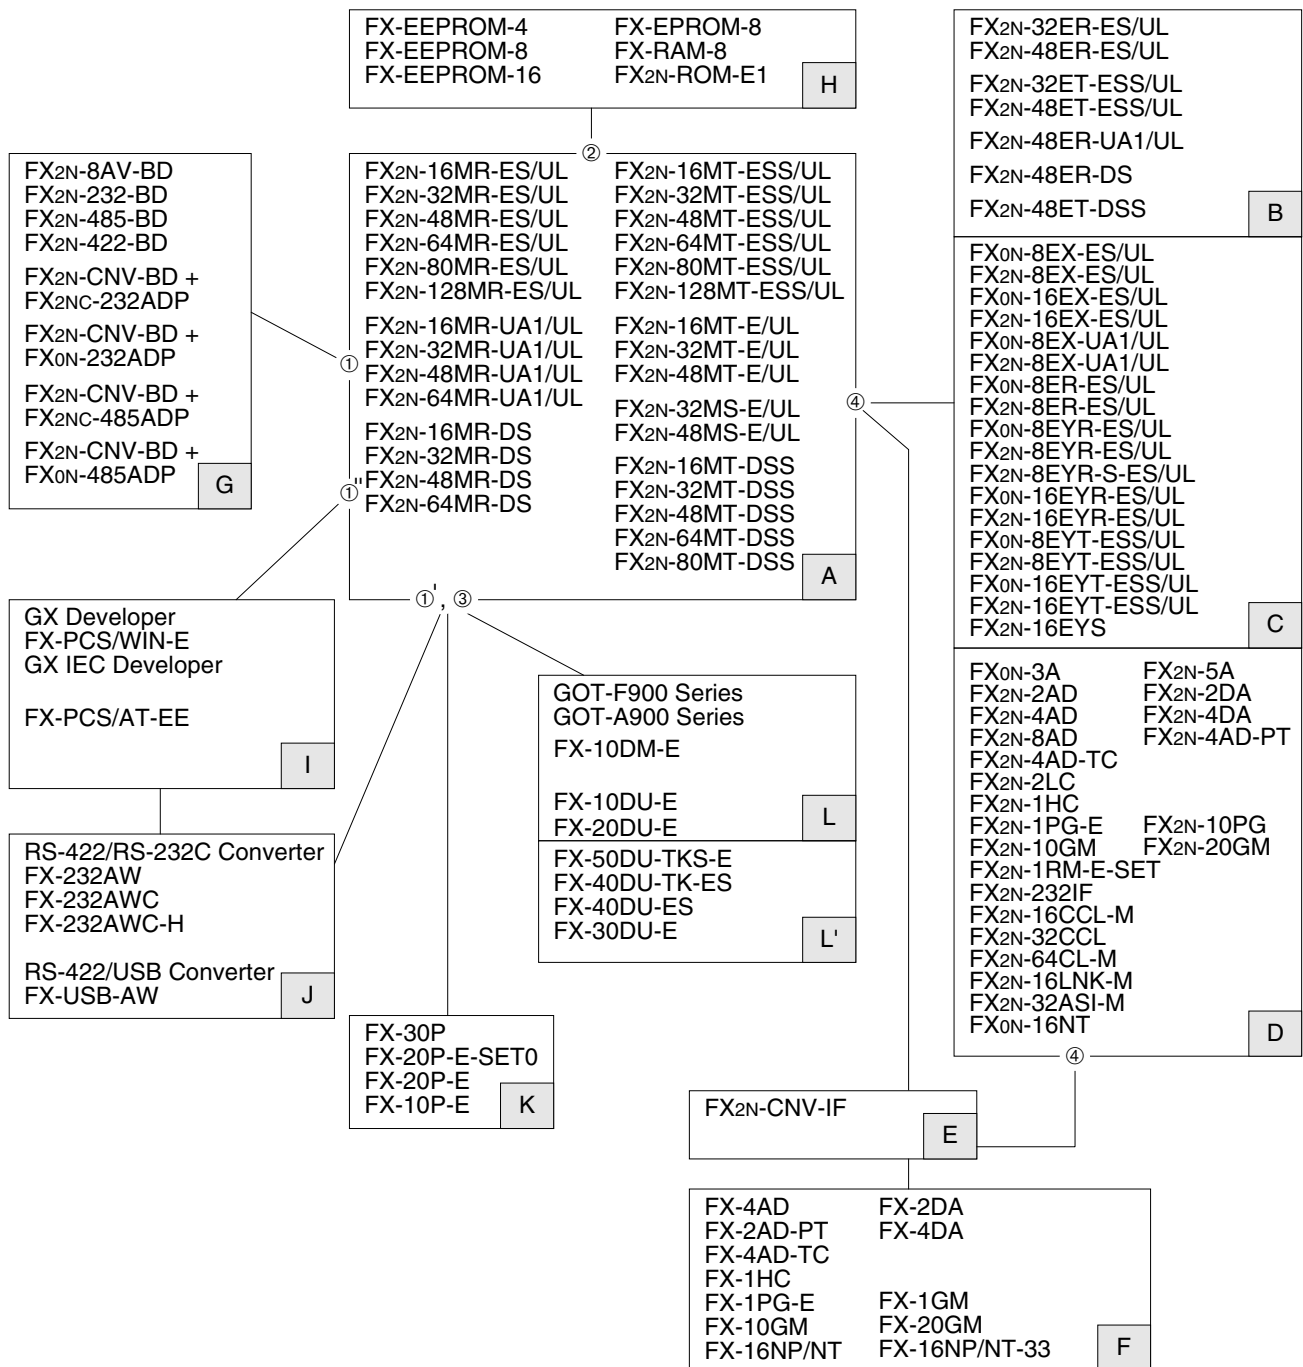 FX-EEPROM-4 FX-EPROM-8
FX-EEPROM-8 FX-RAM-8
FX-EEPROM-16 FX2N-ROM-E1
H
②
FX2N-8AV-BD
FX2N-232-BD
FX2N-485-BD
FX2N-422-BD
FX2N-CNV-BD +
FX2NC-232ADP
FX2N-CNV-BD +
FX0N-232ADP
FX2N-CNV-BD +
FX2NC-485ADP
FX2N-CNV-BD +
FX0N-485ADP
G
①
①"
FX2N-16MR-ES/UL FX2N-16MT-ESS/UL
FX2N-32MR-ES/UL FX2N-32MT-ESS/UL
FX2N-48MR-ES/UL FX2N-48MT-ESS/UL
FX2N-64MR-ES/UL FX2N-64MT-ESS/UL
FX2N-80MR-ES/UL FX2N-80MT-ESS/UL
FX2N-128MR-ES/UL FX2N-128MT-ESS/UL
FX2N-16MR-UA1/UL FX2N-16MT-E/UL
FX2N-32MR-UA1/UL FX2N-32MT-E/UL
FX2N-48MR-UA1/UL FX2N-48MT-E/UL
FX2N-64MR-UA1/UL
FX2N-32MS-E/UL
FX2N-16MR-DS FX2N-48MS-E/UL
FX2N-32MR-DS FX2N-16MT-DSS
FX2N-48MR-DS FX2N-32MT-DSS
FX2N-64MR-DS FX2N-48MT-DSS
FX2N-64MT-DSS
FX2N-80MT-DSS
A
①', ③
④
FX2N-32ER-ES/UL
FX2N-48ER-ES/UL
FX2N-32ET-ESS/UL
FX2N-48ET-ESS/UL
FX2N-48ER-UA1/UL
FX2N-48ER-DS
FX2N-48ET-DSS
B
FX0N-8EX-ES/UL
FX2N-8EX-ES/UL
FX0N-16EX-ES/UL
FX2N-16EX-ES/UL
FX0N-8EX-UA1/UL
FX2N-8EX-UA1/UL
FX0N-8ER-ES/UL
FX2N-8ER-ES/UL
FX0N-8EYR-ES/UL
FX2N-8EYR-ES/UL
FX2N-8EYR-S-ES/UL
FX0N-16EYR-ES/UL
FX2N-16EYR-ES/UL
FX0N-8EYT-ESS/UL
FX2N-8EYT-ESS/UL
FX0N-16EYT-ESS/UL
FX2N-16EYT-ESS/UL
FX2N-16EYS
C
FX0N-3A FX2N-5A
FX2N-2AD FX2N-2DA
FX2N-4AD FX2N-4DA
FX2N-8AD FX2N-4AD-PT
FX2N-4AD-TC
FX2N-2LC
FX2N-1HC
FX2N-1PG-E FX2N-10PG
FX2N-10GM FX2N-20GM
FX2N-1RM-E-SET
FX2N-232IF
FX2N-16CCL-M
FX2N-32CCL
FX2N-64CL-M
FX2N-16LNK-M
FX2N-32ASI-M
FX0N-16NT
D
④
GX Developer
FX-PCS/WIN-E
GX IEC Developer
FX-PCS/AT-EE
I
RS-422/RS-232C Converter
FX-232AW
FX-232AWC
FX-232AWC-H
RS-422/USB Converter
FX-USB-AW
J
GOT-F900 Series
GOT-A900 Series
FX-10DM-E
FX-10DU-E
FX-20DU-E
L
FX-50DU-TKS-E
FX-40DU-TK-ES
FX-40DU-ES
FX-30DU-E
L'
FX-30P
FX-20P-E-SET0
FX-20P-E
FX-10P-E
K
FX2N-CNV-IF
E
FX-4AD FX-2DA
FX-2AD-PT FX-4DA
FX-4AD-TC
FX-1HC
FX-1PG-E FX-1GM
FX-10GM FX-20GM
FX-16NP/NT FX-16NP/NT-33
F